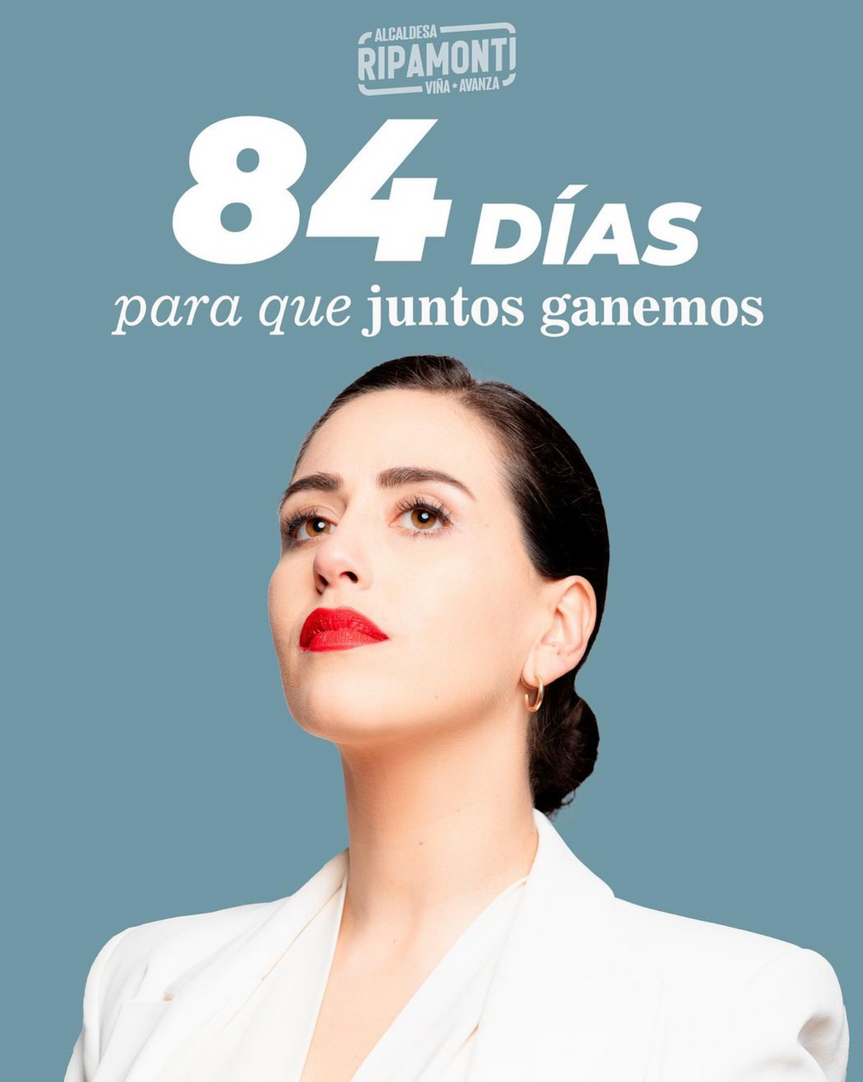 ALCALDESA
RIPAMONTI
VIÑA ★ AVANZA
84 DÍAS
para que juntos ganemos